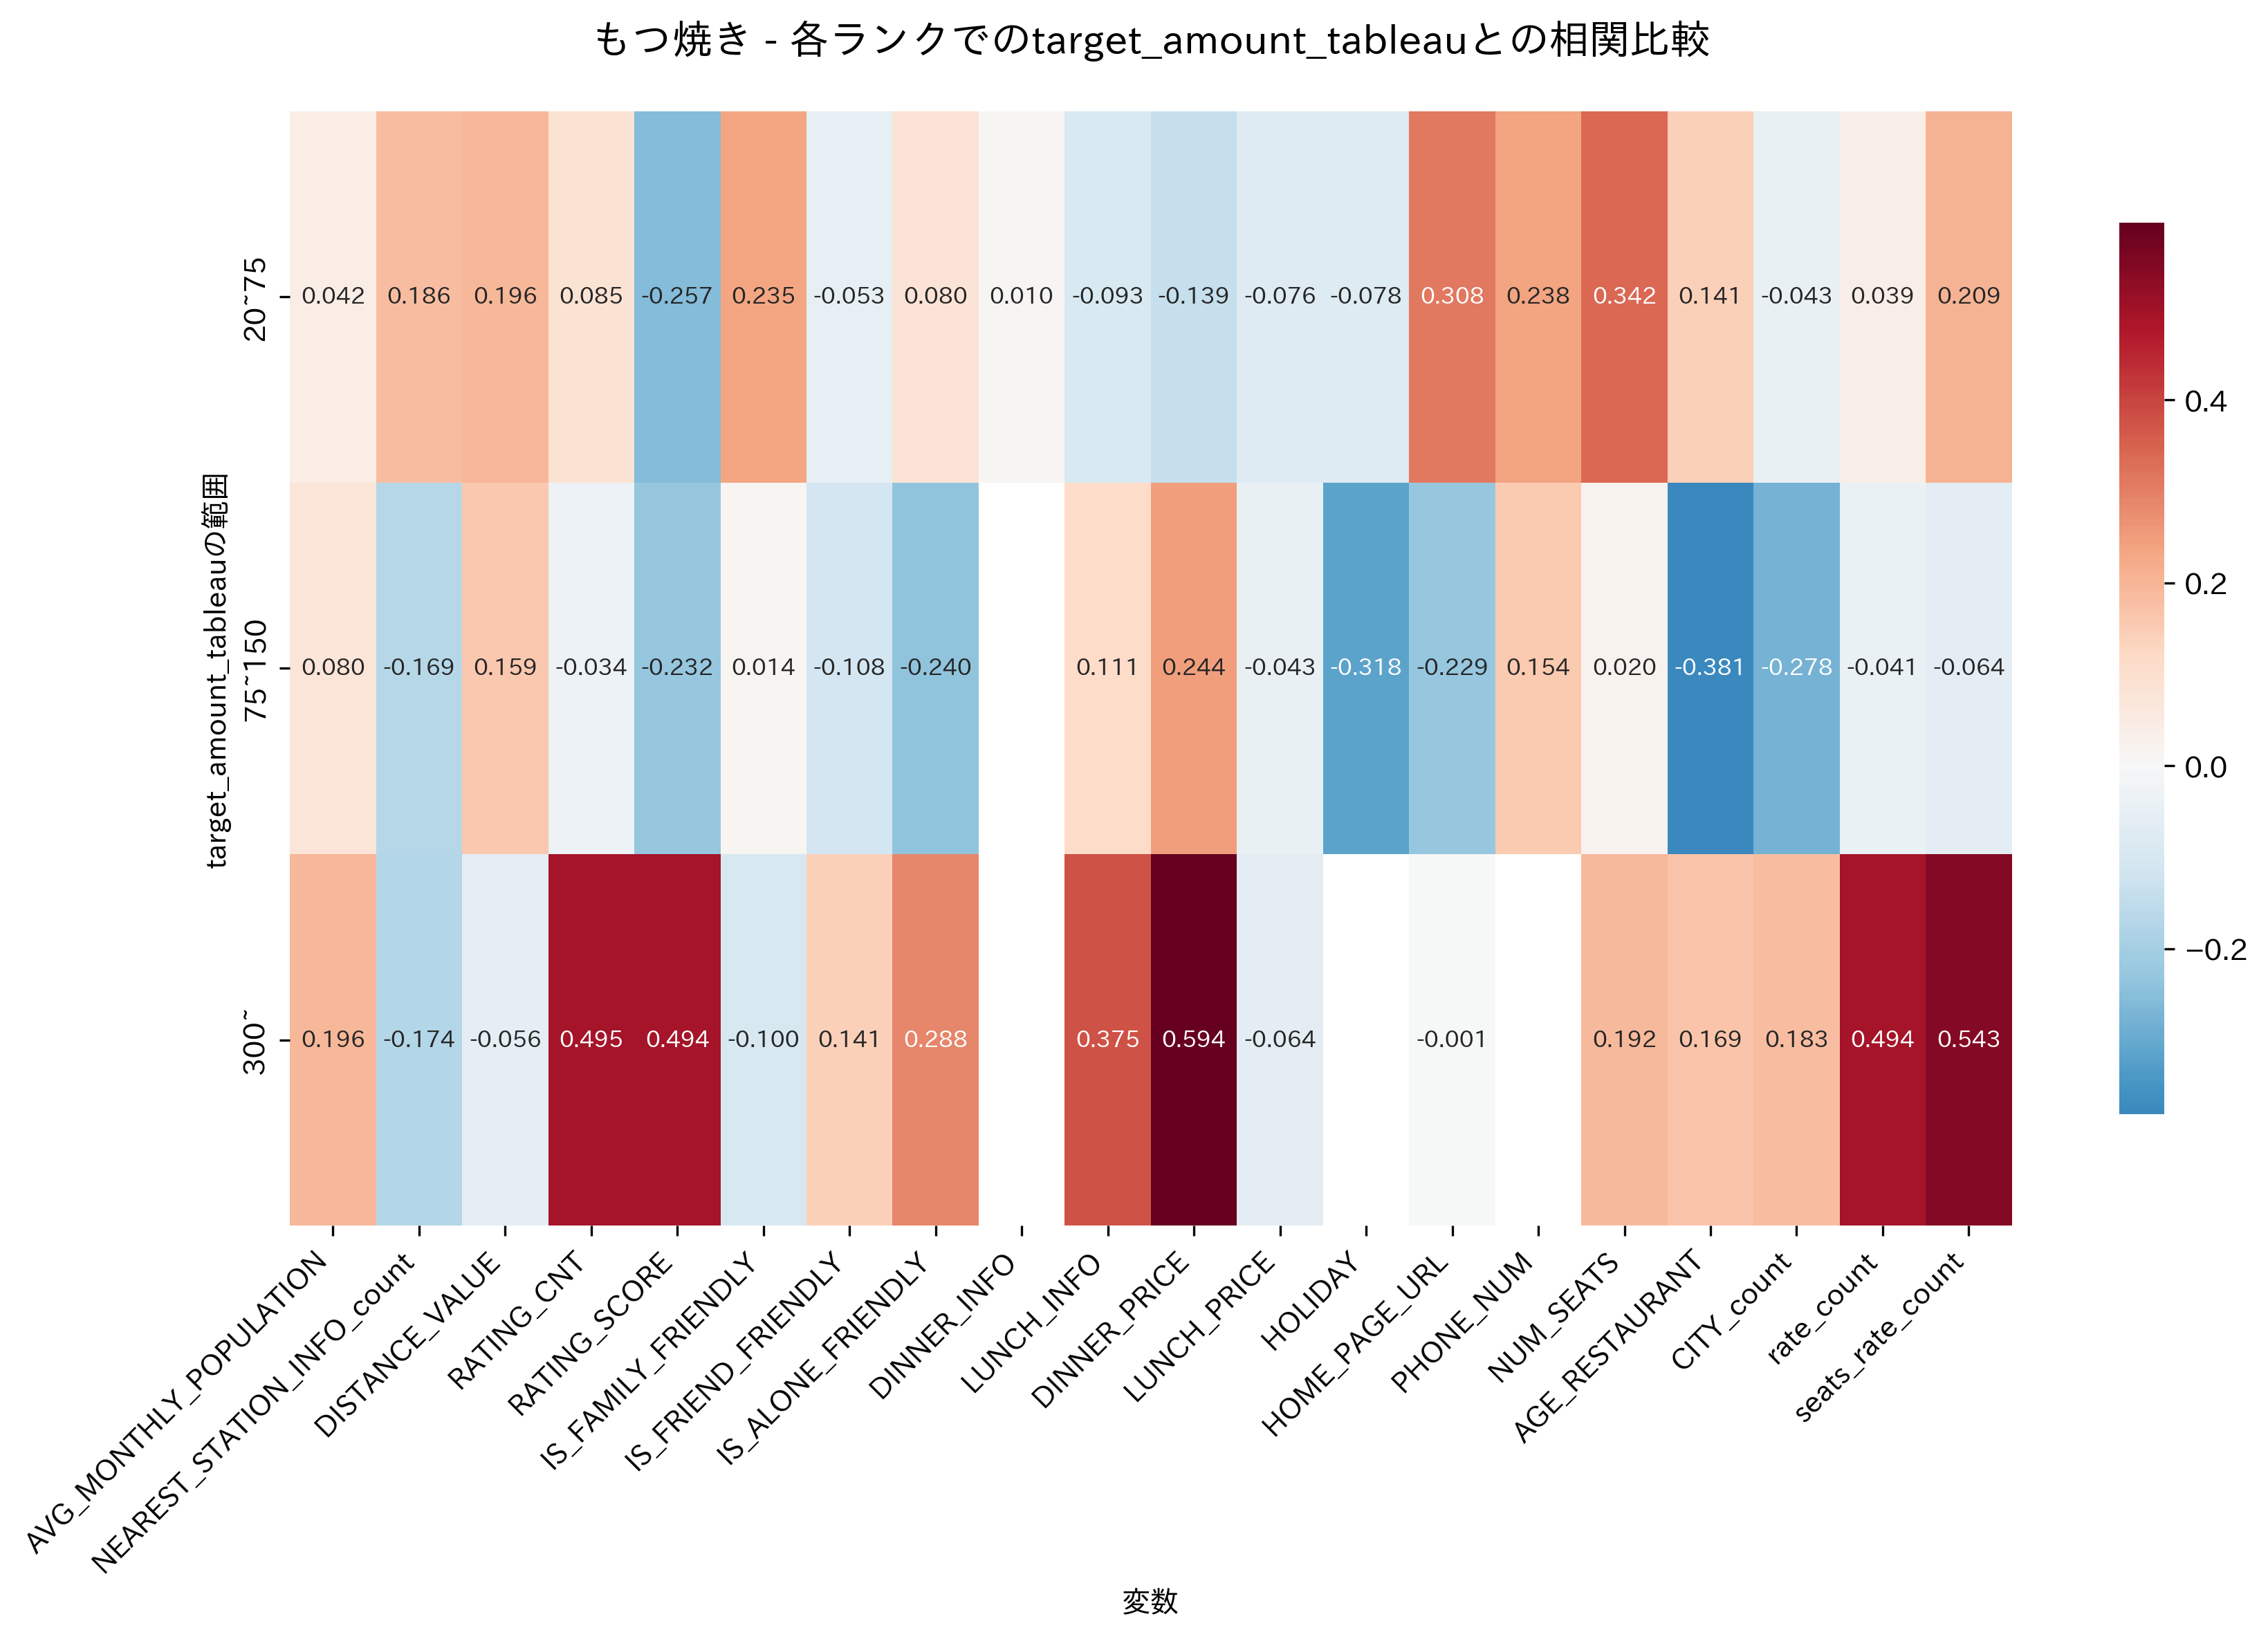 もつ焼き - 各ランクでのtarget_amount_tableauとの相関比較
target_amount_tableauの範囲
20~75
0.042 0.186 0.196 0.085 -0.257 0.235 -0.053 0.080 0.010 -0.093 -0.139 -0.076 -0.078 0.308 0.238 0.342 0.141 -0.043 0.039 0.209
75~150
0.080 -0.169 0.159 -0.034 -0.232 0.014 -0.108 -0.240 0.111 0.244 -0.043 -0.318 -0.229 0.154 0.020 -0.381 -0.278 -0.041 -0.064
300~
0.196 -0.174 -0.056 0.495 0.494 -0.100 0.141 0.288 0.375 0.594 -0.064 -0.001 0.192 0.169 0.183 0.494 0.543
AVG_MONTHLY_POPULATION
NEAREST_STATION_INFO_count
DISTANCE_VALUE
RATING_CNT
RATING_SCORE
IS_FAMILY_FRIENDLY
IS_FRIEND_FRIENDLY
IS_ALONE_FRIENDLY
DINNER_INFO
LUNCH_INFO
DINNER_PRICE
LUNCH_PRICE
HOLIDAY
HOME_PAGE_URL
PHONE_NUM
NUM_SEATS
AGE_RESTAURANT
CITY_count
rate_count
seats_rate_count
変数
0.4
0.2
0.0
−0.2